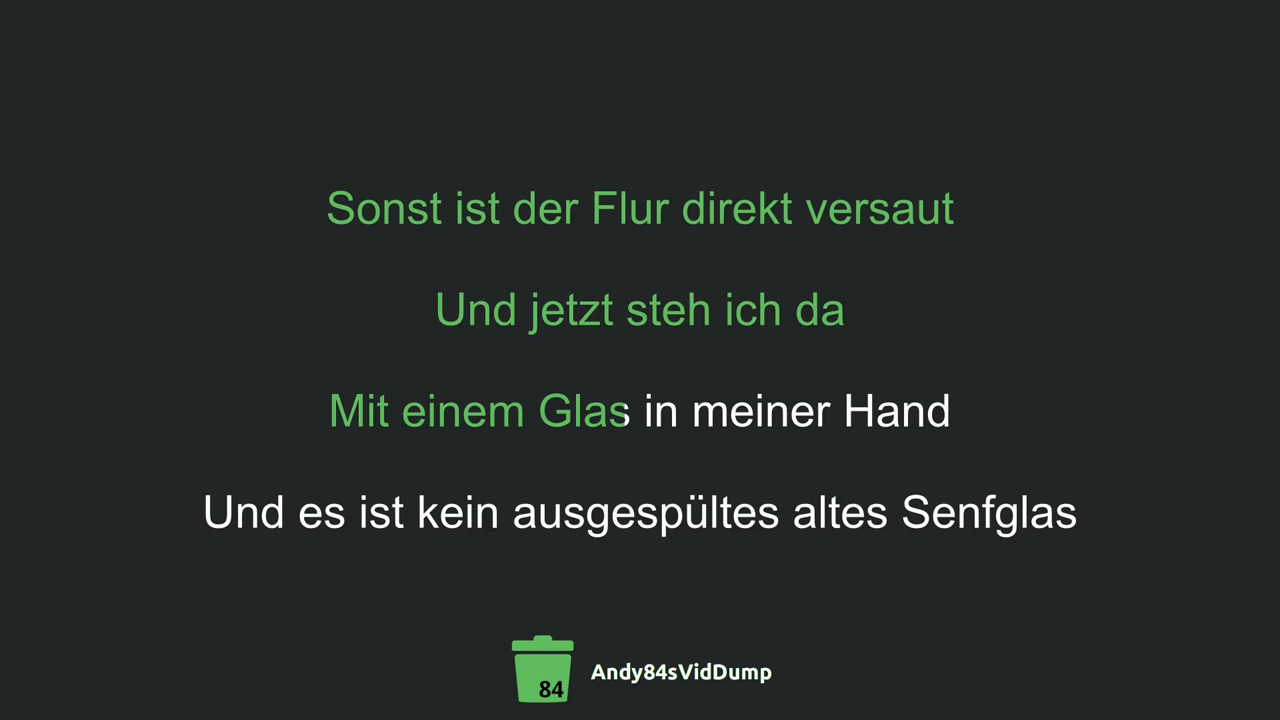 Sonst ist der Flur direkt versaut
Und jetzt steh ich da
Mit einem Glas in meiner Hand
Und es ist kein ausgespültes altes Senfglas
84
Andy84sVidDump